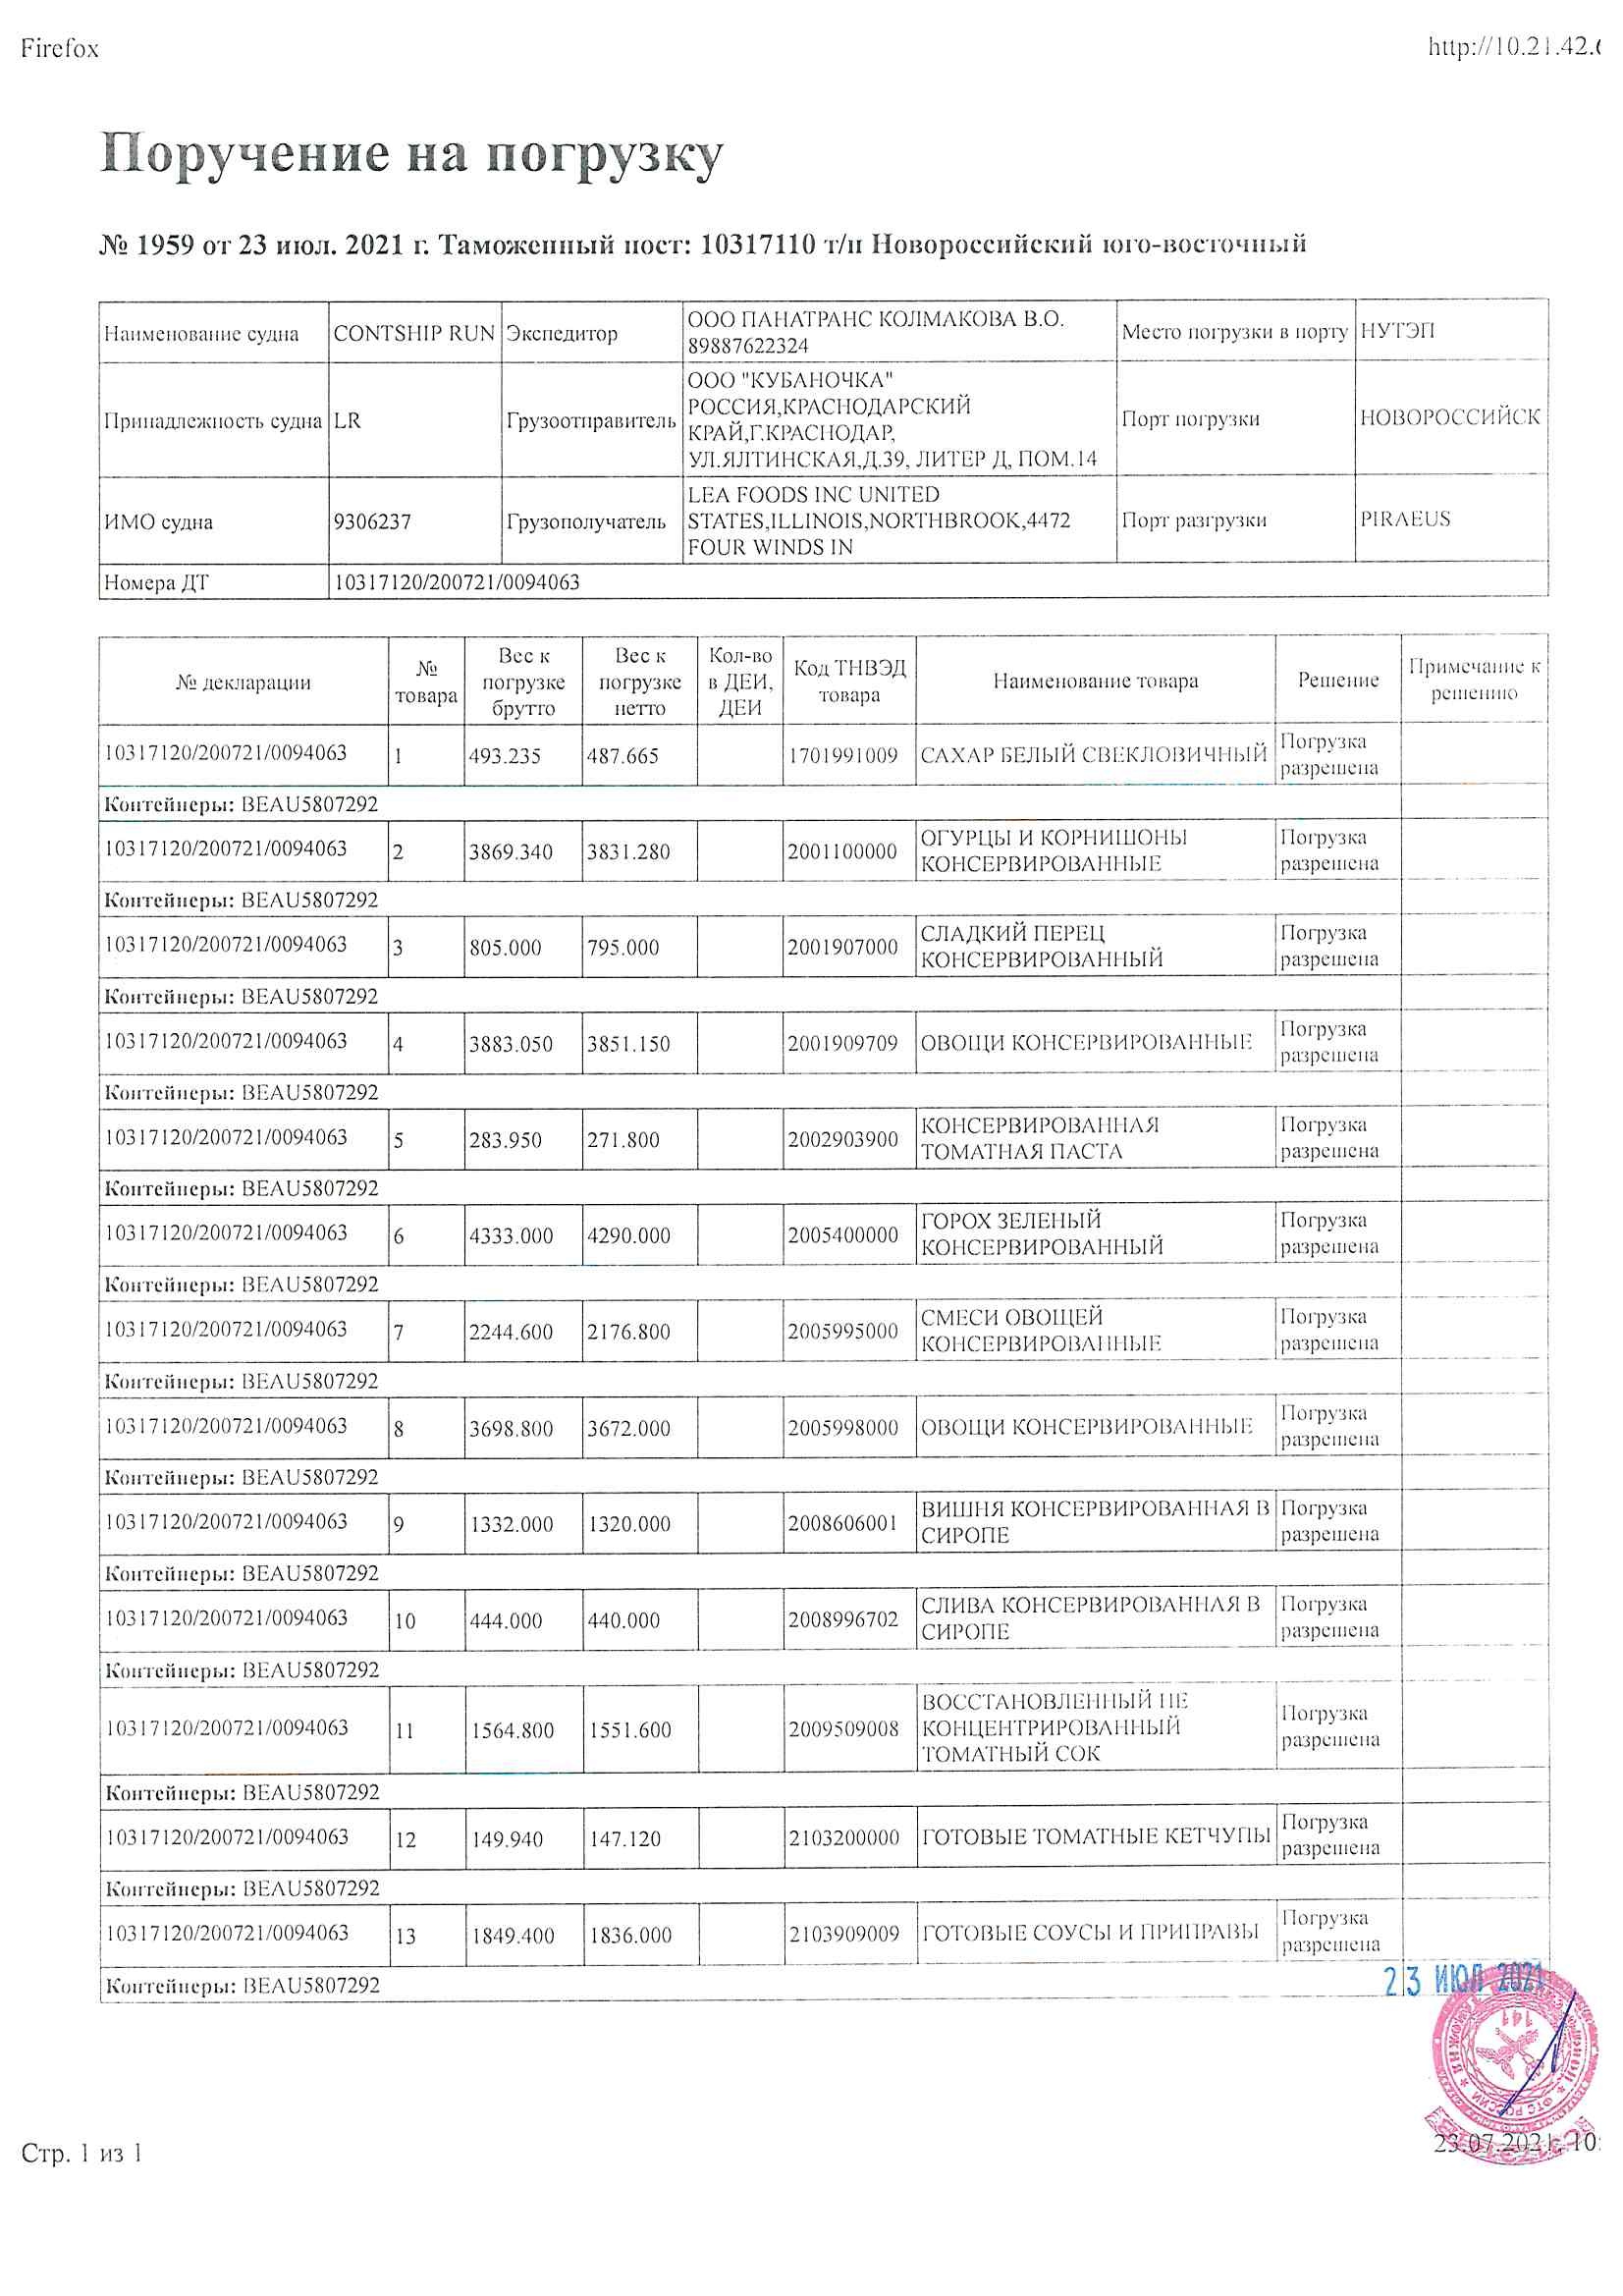 Firefox
http://10.21.42.
Поручение на погрузку
№ 1959 от 23 июл. 2021 г. Таможенный пост: 10317110 т/п Новороссийский юго-восточный
Наименование судна CONTSHIP RUN Экспедитор ООО ПАНАТРАНС КОЛМАКОВА В.О. 89887622324 Место погрузки в порту НУТЭП
Принадлежность судна LR Грузоотправитель ООО "КУБАНОЧКА" РОССИЯ,КРАСНОДАРСКИЙ КРАЙ,Г.КРАСНОДАР, УЛ.ЯЛТИНСКАЯ,Д.39, ЛИТЕР Д, ПОМ.14 Порт погрузки НОВОРОССИЙСК
ИМО судна 9306237 Грузополучатель LEA FOODS INC UNITED STATES,ILLINOIS,NORTHBROOK,4472 FOUR WINDS IN Порт разгрузки PIRAEUS
Номера ДТ 10317120/200721/0094063
№ декларации № товара Вес к погрузке брутто Вес к погрузке нетто Кол-во в ДЕИ, ДЕИ Код ТНВЭД товара Наименование товара Решение Примечание к решению
10317120/200721/0094063 1 493.235 487.665 1701991009 САХАР БЕЛЫЙ СВЕКЛОВИЧНЫЙ Погрузка разрешена
Контейнеры: BEAU5807292
10317120/200721/0094063 2 3869.340 3831.280 2001100000 ОГУРЦЫ И КОРНИШОНЫ КОНСЕРВИРОВАННЫЕ Погрузка разрешена
Контейнеры: BEAU5807292
10317120/200721/0094063 3 805.000 795.000 2001907000 СЛАДКИЙ ПЕРЕЦ КОНСЕРВИРОВАННЫЙ Погрузка разрешена
Контейнеры: BEAU5807292
10317120/200721/0094063 4 3883.050 3851.150 2001909709 ОВОЩИ КОНСЕРВИРОВАННЫЕ Погрузка разрешена
Контейнеры: BEAU5807292
10317120/200721/0094063 5 283.950 271.800 2002903900 КОНСЕРВИРОВАННАЯ ТОМАТНАЯ ПАСТА Погрузка разрешена
Контейнеры: BEAU5807292
10317120/200721/0094063 6 4333.000 4290.000 2005400000 ГОРОХ ЗЕЛЕНЫЙ КОНСЕРВИРОВАННЫЙ Погрузка разрешена
Контейнеры: BEAU5807292
10317120/200721/0094063 7 2244.600 2176.800 2005995000 СМЕСИ ОВОЩЕЙ КОНСЕРВИРОВАННЫЕ Погрузка разрешена
Контейнеры: BEAU5807292
10317120/200721/0094063 8 3698.800 3672.000 2005998000 ОВОЩИ КОНСЕРВИРОВАННЫЕ Погрузка разрешена
Контейнеры: BEAU5807292
10317120/200721/0094063 9 1332.000 1320.000 2008606001 ВИШНЯ КОНСЕРВИРОВАННАЯ В СИРОПЕ Погрузка разрешена
Контейнеры: BEAU5807292
10317120/200721/0094063 10 444.000 440.000 2008996702 СЛИВА КОНСЕРВИРОВАННАЯ В СИРОПЕ Погрузка разрешена
Контейнеры: BEAU5807292
10317120/200721/0094063 11 1564.800 1551.600 2009509008 ВОССТАНОВЛЕННЫЙ НЕ КОНЦЕНТРИРОВАННЫЙ ТОМАТНЫЙ СОК Погрузка разрешена
Контейнеры: BEAU5807292
10317120/200721/0094063 12 149.940 147.120 2103200000 ГОТОВЫЕ ТОМАТНЫЕ КЕТЧУПЫ Погрузка разрешена
Контейнеры: BEAU5807292
10317120/200721/0094063 13 1849.400 1836.000 2103909009 ГОТОВЫЕ СОУСЫ И ПРИПРАВЫ Погрузка разрешена
Контейнеры: BEAU5807292
23 ИЮЛ 2021
141
ФТС РОССИИ
Стр. 1 из 1
23.07.2021, 10: